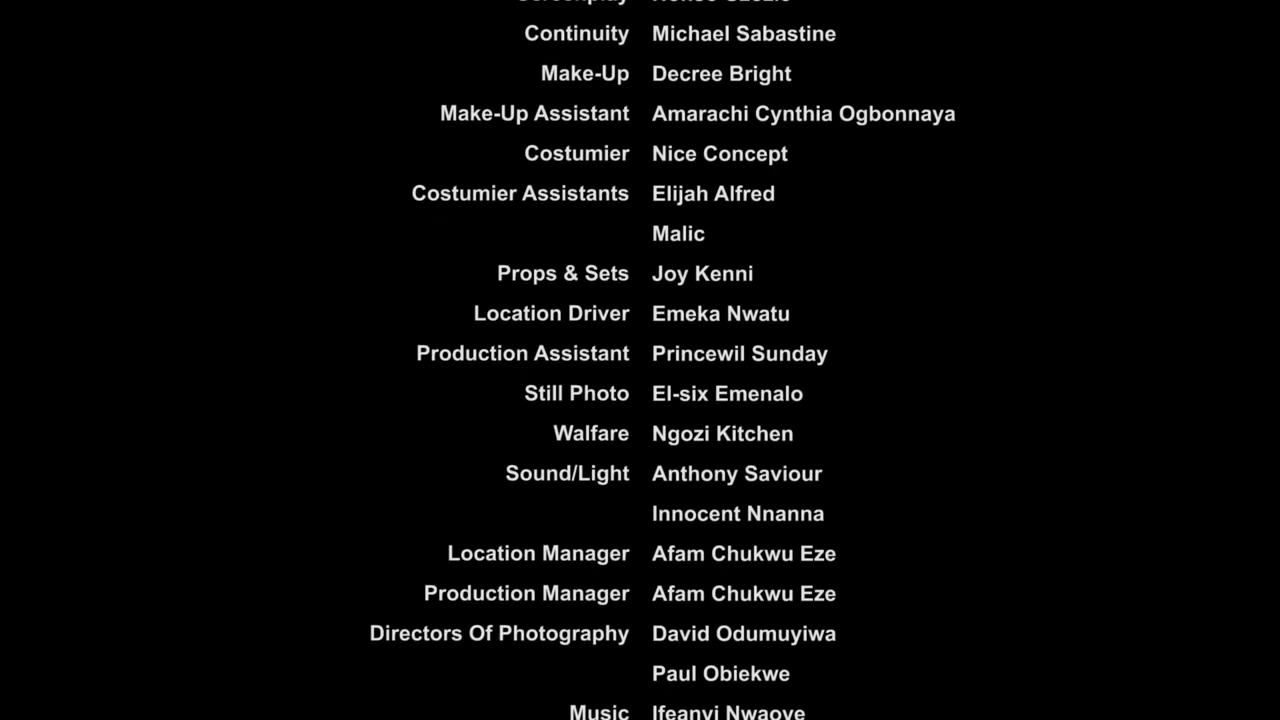 Continuity Michael Sabastine
Make-Up Decree Bright
Make-Up Assistant Amarachi Cynthia Ogbonnaya
Costumier Nice Concept
Costumier Assistants Elijah Alfred
Malic
Props & Sets Joy Kenni
Location Driver Emeka Nwatu
Production Assistant Princewil Sunday
Still Photo El-six Emenalo
Walfare Ngozi Kitchen
Sound/Light Anthony Saviour
Innocent Nnanna
Location Manager Afam Chukwu Eze
Production Manager Afam Chukwu Eze
Directors Of Photography David Odumuyiwa
Paul Obiekwe
Music Ifeanyi Nwaoye